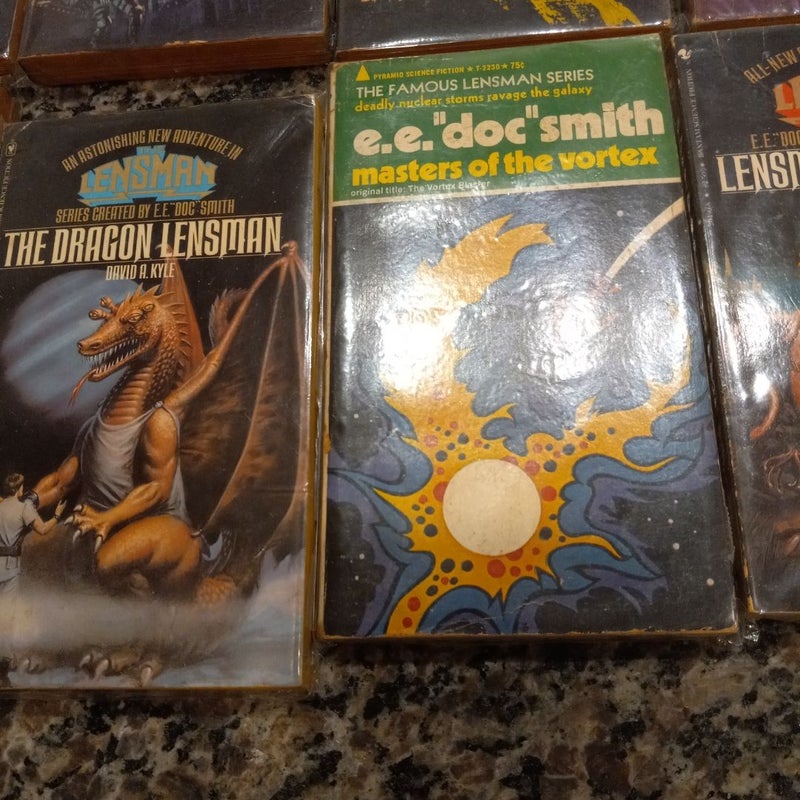 AN ASTONISHING NEW ADVENTURE IN
THE
LENSMAN
SERIES CREATED BY E.E. "DOC" SMITH
THE DRAGON LENSMAN
DAVID A. KYLE
PYRAMID SCIENCE FICTION ★ T-2230 ★ 75¢
THE FAMOUS LENSMAN SERIES
deadly nuclear storms ravage the galaxy
e.e. "doc" smith
masters of the vortex
original title: The Vortex Blaster
ALL-NEW
E.E. "DOC
LENSM